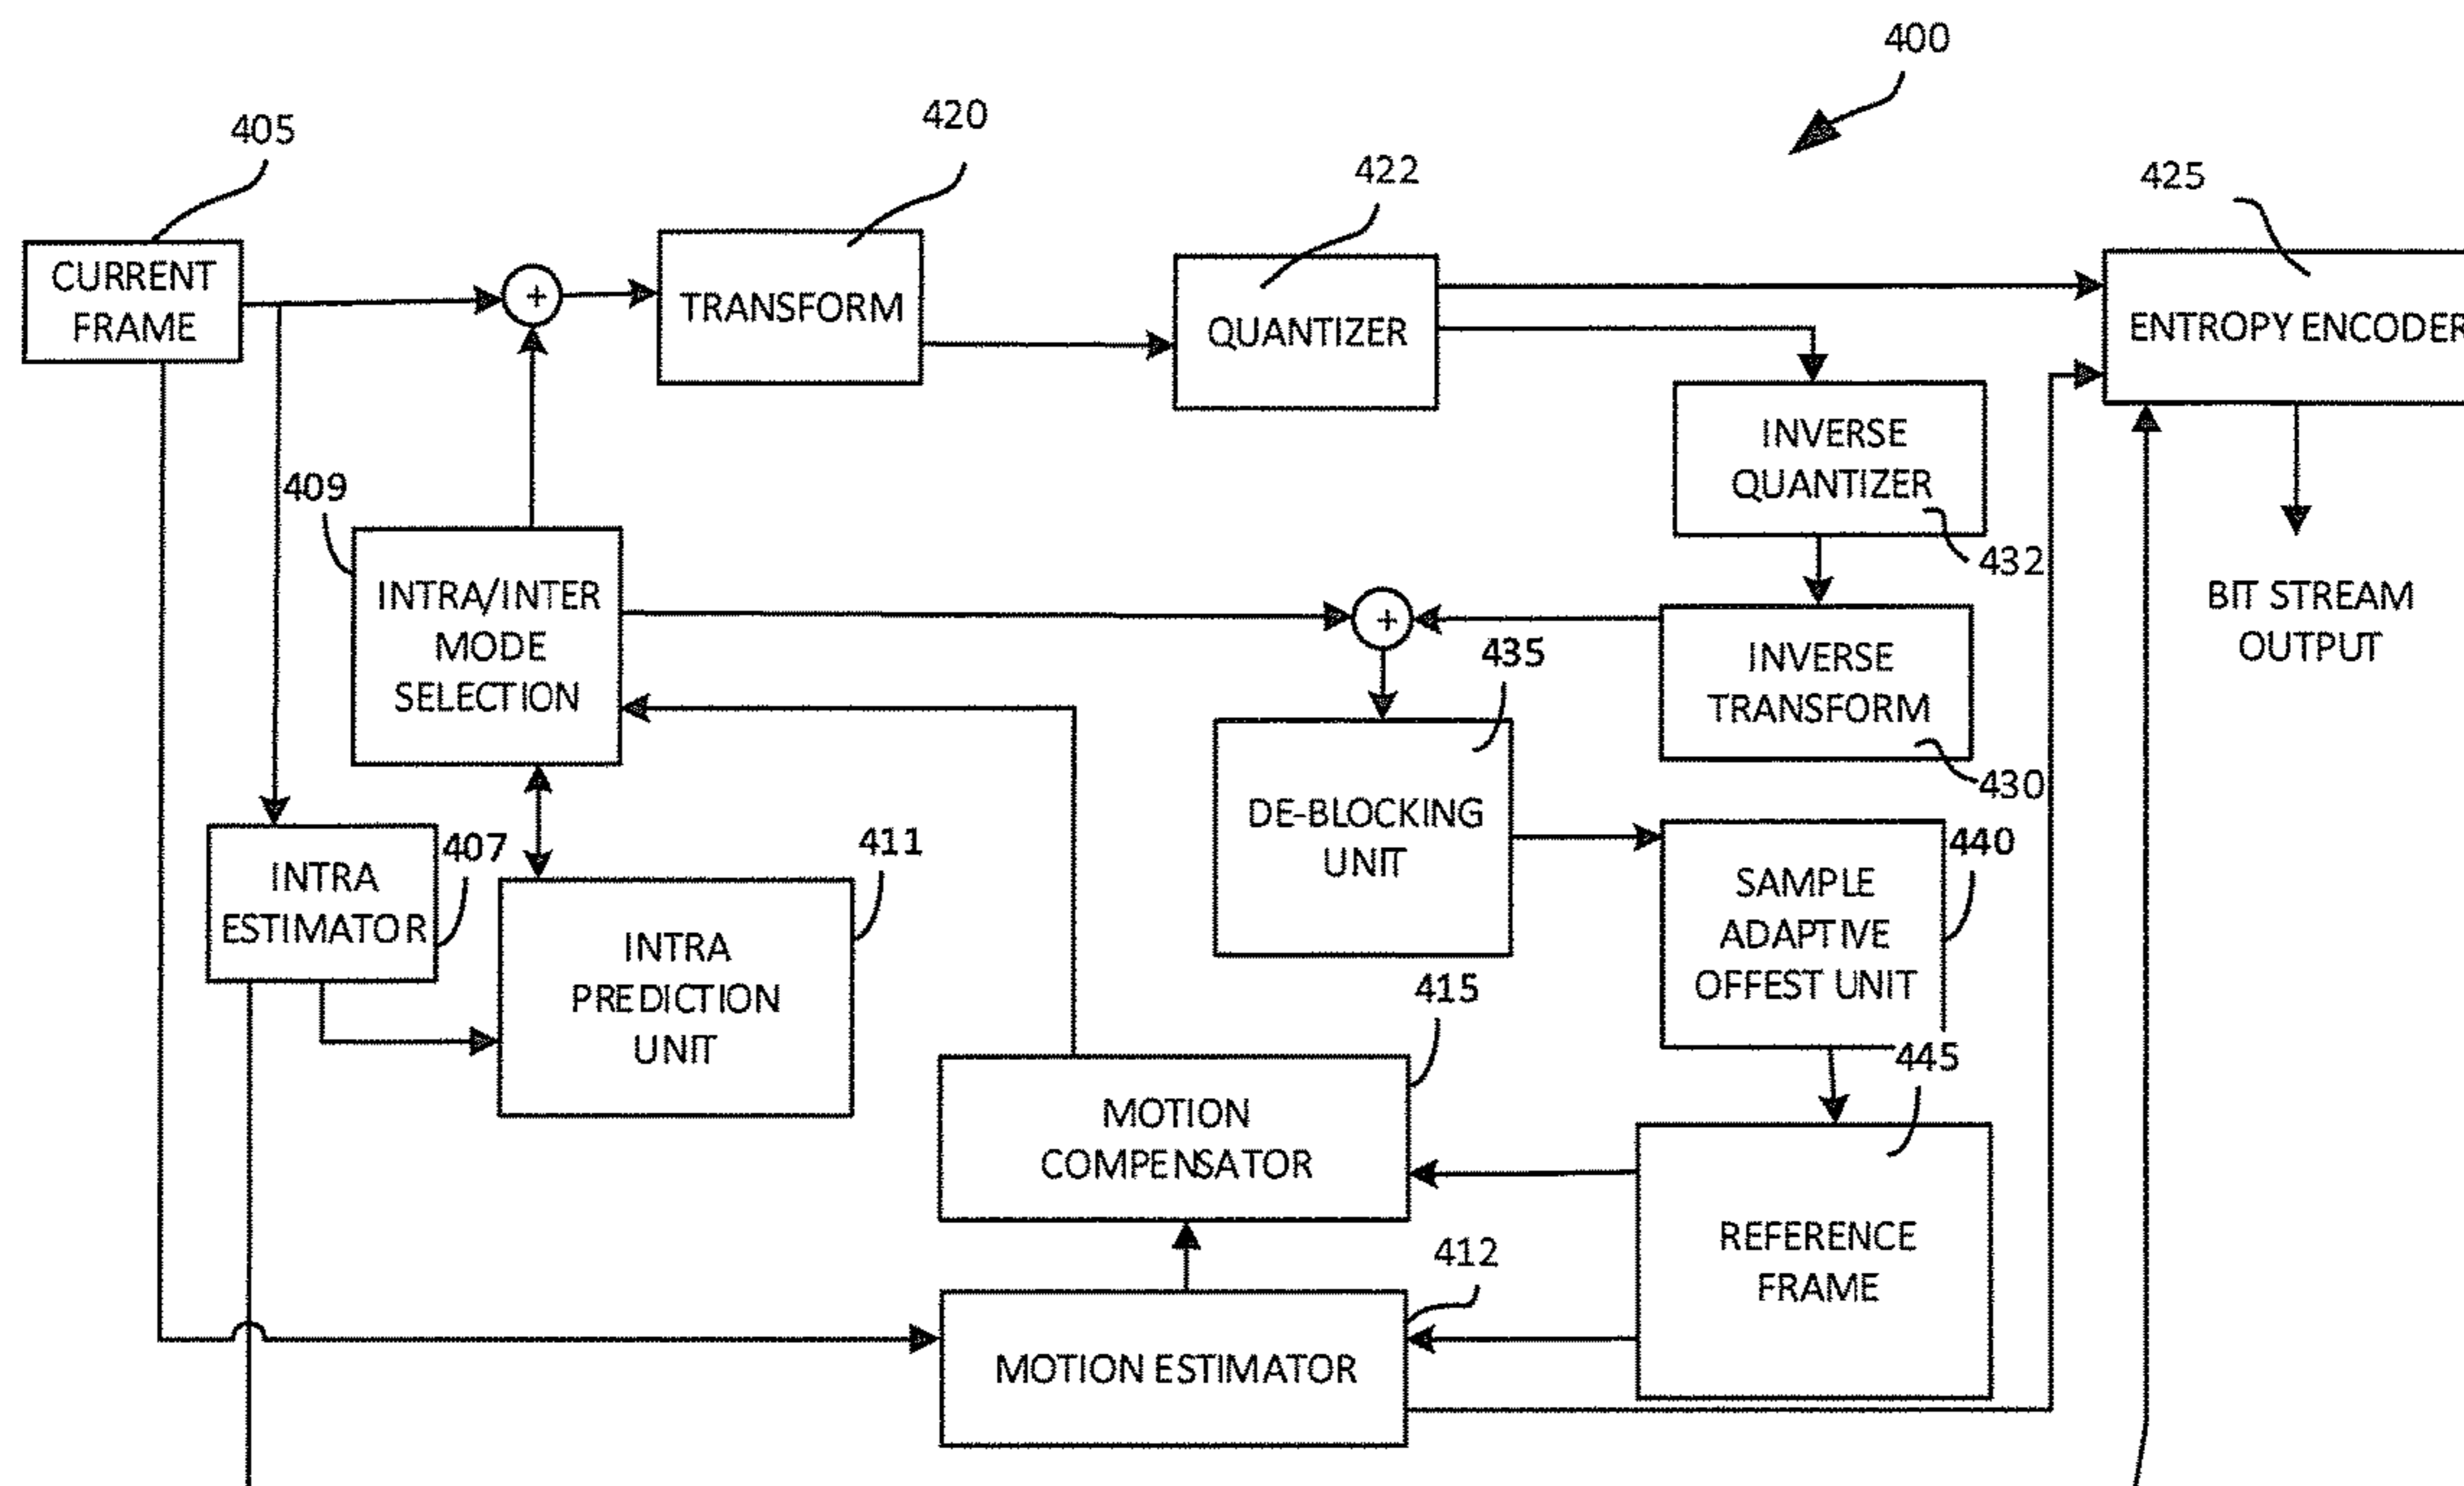 400
405
420
422
425
CURRENT
FRAME
TRANSFORM
QUANTIZER
ENTROPY ENCODER
+
409
INVERSE
QUANTIZER
432
INTRA/INTER
MODE
SELECTION
+
435
INVERSE
TRANSFORM
430
BIT STREAM
OUTPUT
DE-BLOCKING
UNIT
INTRA
ESTIMATOR
407
411
INTRA
PREDICTION
UNIT
440
SAMPLE
ADAPTIVE
OFFEST UNIT
415
445
MOTION
COMPENSATOR
REFERENCE
FRAME
412
MOTION ESTIMATOR